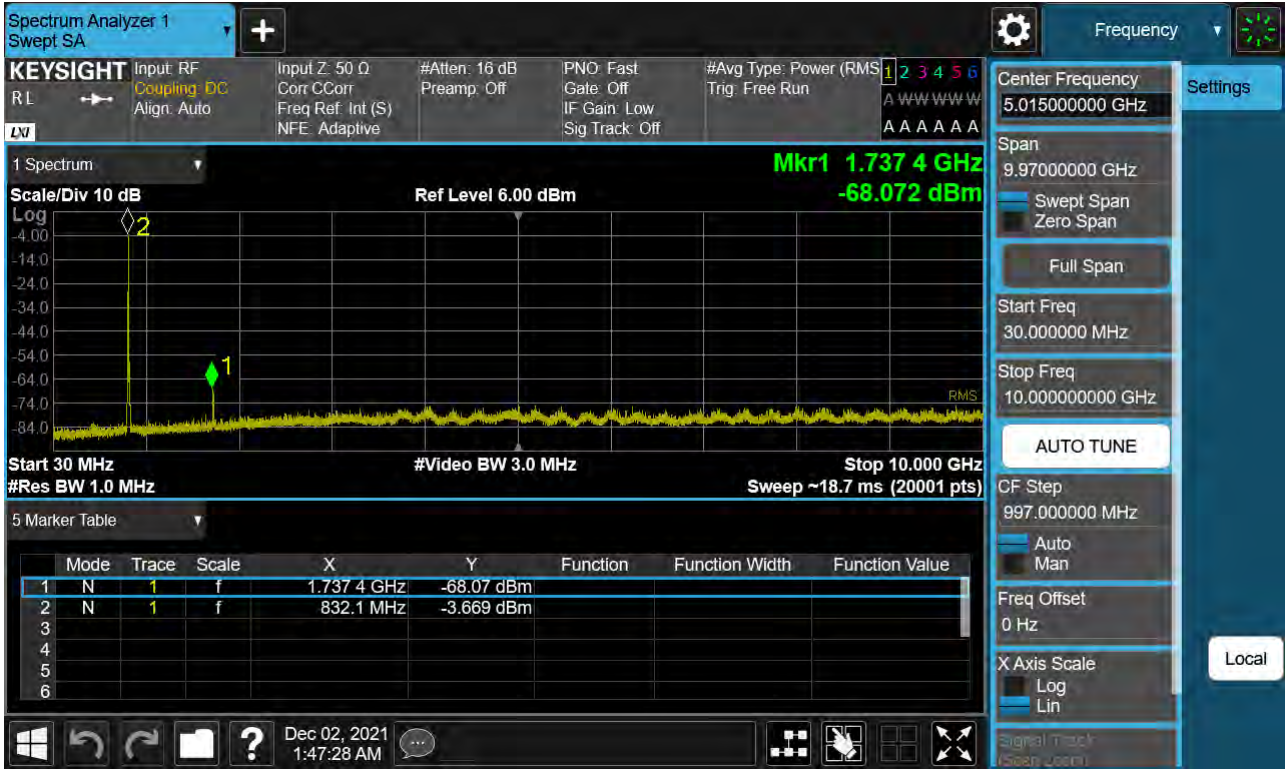 Spectrum Analyzer 1
Swept SA
+
Frequency
KEYSIGHT
RL
LXI
Input: RF
Coupling: DC
Align: Auto
Input Z: 50 Ω
Corr CCorr
Freq Ref: Int (S)
NFE: Adaptive
#Atten: 16 dB
Preamp: Off
PNO: Fast
Gate: Off
IF Gain: Low
Sig Track: Off
#Avg Type: Power (RMS
Trig: Free Run
1 2 3 4 5 6
A W W W W W
A A A A A A
1 Spectrum
Mkr1 1.737 4 GHz
Scale/Div 10 dB
Ref Level 6.00 dBm
-68.072 dBm
Log
2
-4.00
-14.0
-24.0
-34.0
-44.0
-54.0
1
-64.0
-74.0
RMS
-84.0
Start 30 MHz
#Video BW 3.0 MHz
Stop 10.000 GHz
#Res BW 1.0 MHz
Sweep ~18.7 ms (20001 pts)
5 Marker Table
Mode Trace Scale X Y Function Function Width Function Value
1 N 1 f 1.737 4 GHz -68.07 dBm
2 N 1 f 832.1 MHz -3.669 dBm
3
4
5
6
Center Frequency
5.015000000 GHz
Settings
Span
9.97000000 GHz
Swept Span
Zero Span
Full Span
Start Freq
30.000000 MHz
Stop Freq
10.000000000 GHz
AUTO TUNE
CF Step
997.000000 MHz
Auto
Man
Freq Offset
0 Hz
X Axis Scale
Log
Lin
Local
Signal Track
(Span Zoom)
?
Dec 02, 2021
1:47:28 AM